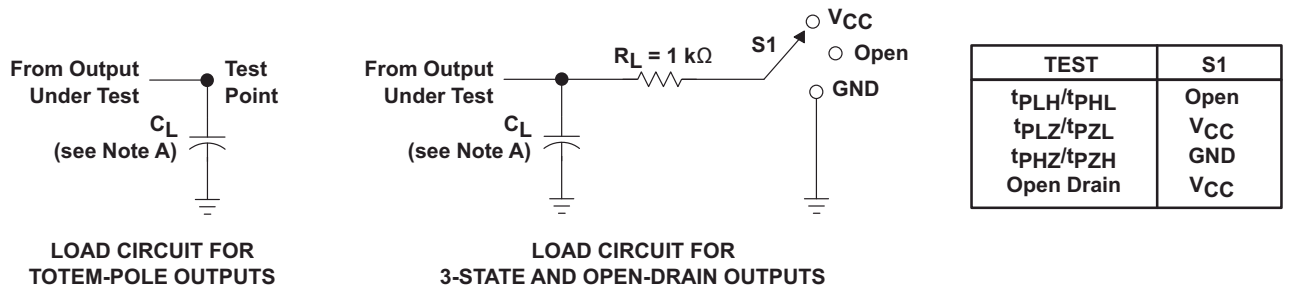 From Output
Under Test
Test
Point
CL
(see Note A)
LOAD CIRCUIT FOR
TOTEM-POLE OUTPUTS
From Output
Under Test
CL
(see Note A)
RL = 1 kΩ
S1
VCC
Open
GND
LOAD CIRCUIT FOR
3-STATE AND OPEN-DRAIN OUTPUTS
TEST S1
tPLH/tPHL Open
tPLZ/tPZL VCC
tPHZ/tPZH GND
Open Drain VCC